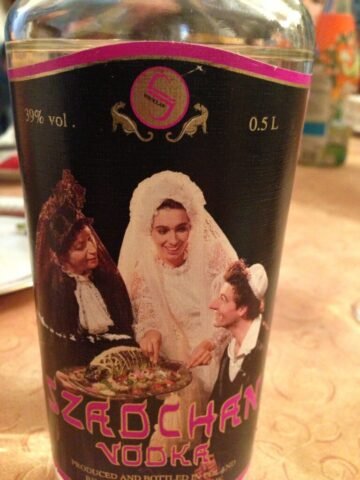 39% vol.
S
0.5 L
SZADCHAN
VODKA
PRODUCED AND BOTTLED IN POLAND